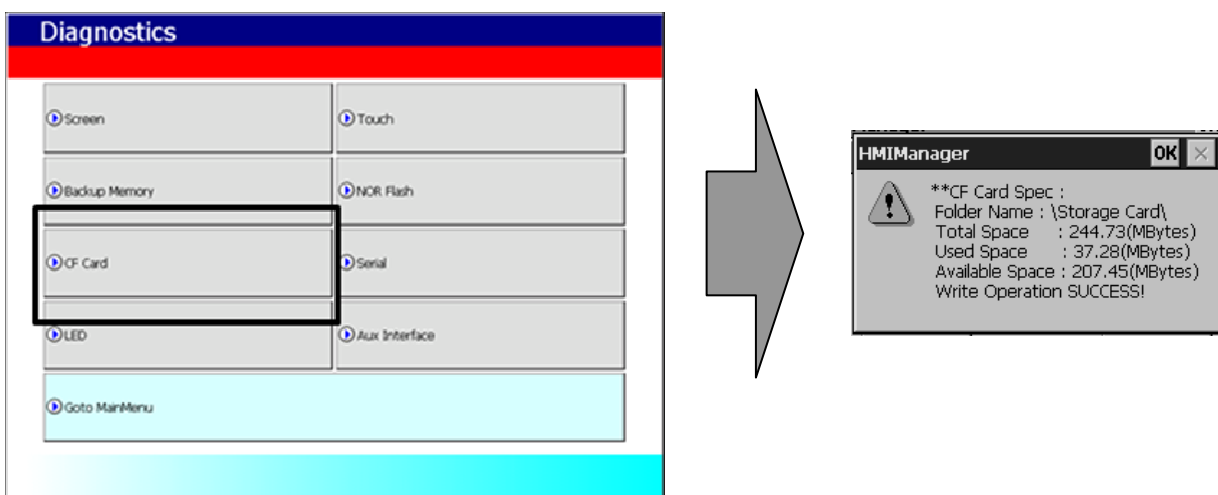 Diagnostics
Screen
Touch
Backup Memory
NOR Flash
CF Card
Serial
LED
Aux Interface
Goto MainMenu
HMIManager
OK
**CF Card Spec :
Folder Name : \Storage Card\
Total Space : 244.73(MBytes)
Used Space : 37.28(MBytes)
Available Space : 207.45(MBytes)
Write Operation SUCCESS!